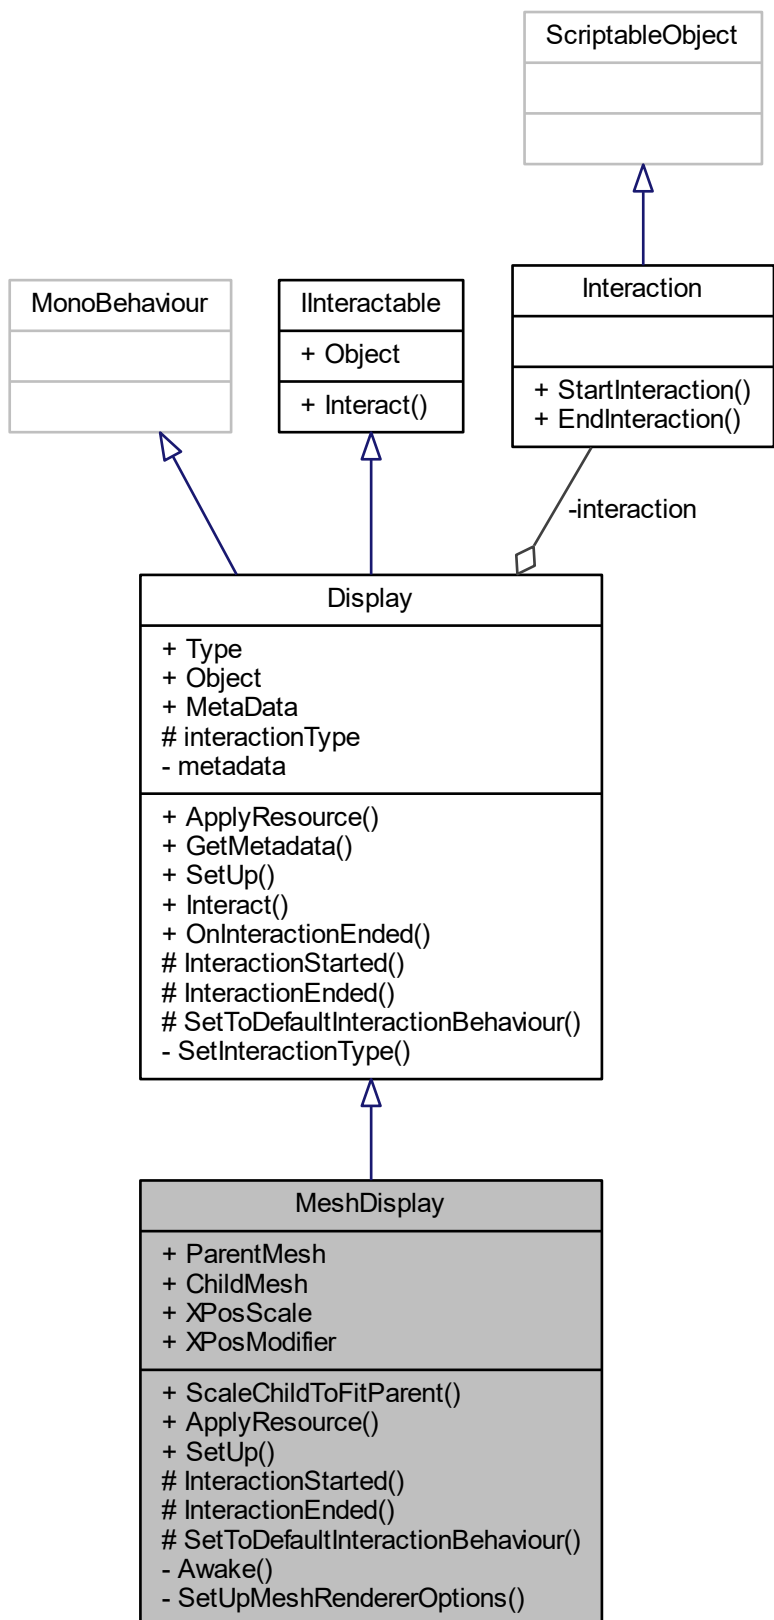 ScriptableObject
MonoBehaviour
IInteractable
+ Object
+ Interact()
Interaction
+ StartInteraction()
+ EndInteraction()
-interaction
Display
+ Type
+ Object
+ MetaData
# interactionType
- metadata
+ ApplyResource()
+ GetMetadata()
+ SetUp()
+ Interact()
+ OnInteractionEnded()
# InteractionStarted()
# InteractionEnded()
# SetToDefaultInteractionBehaviour()
- SetInteractionType()
MeshDisplay
+ ParentMesh
+ ChildMesh
+ XPosScale
+ XPosModifier
+ ScaleChildToFitParent()
+ ApplyResource()
+ SetUp()
# InteractionStarted()
# InteractionEnded()
# SetToDefaultInteractionBehaviour()
- Awake()
- SetUpMeshRendererOptions()